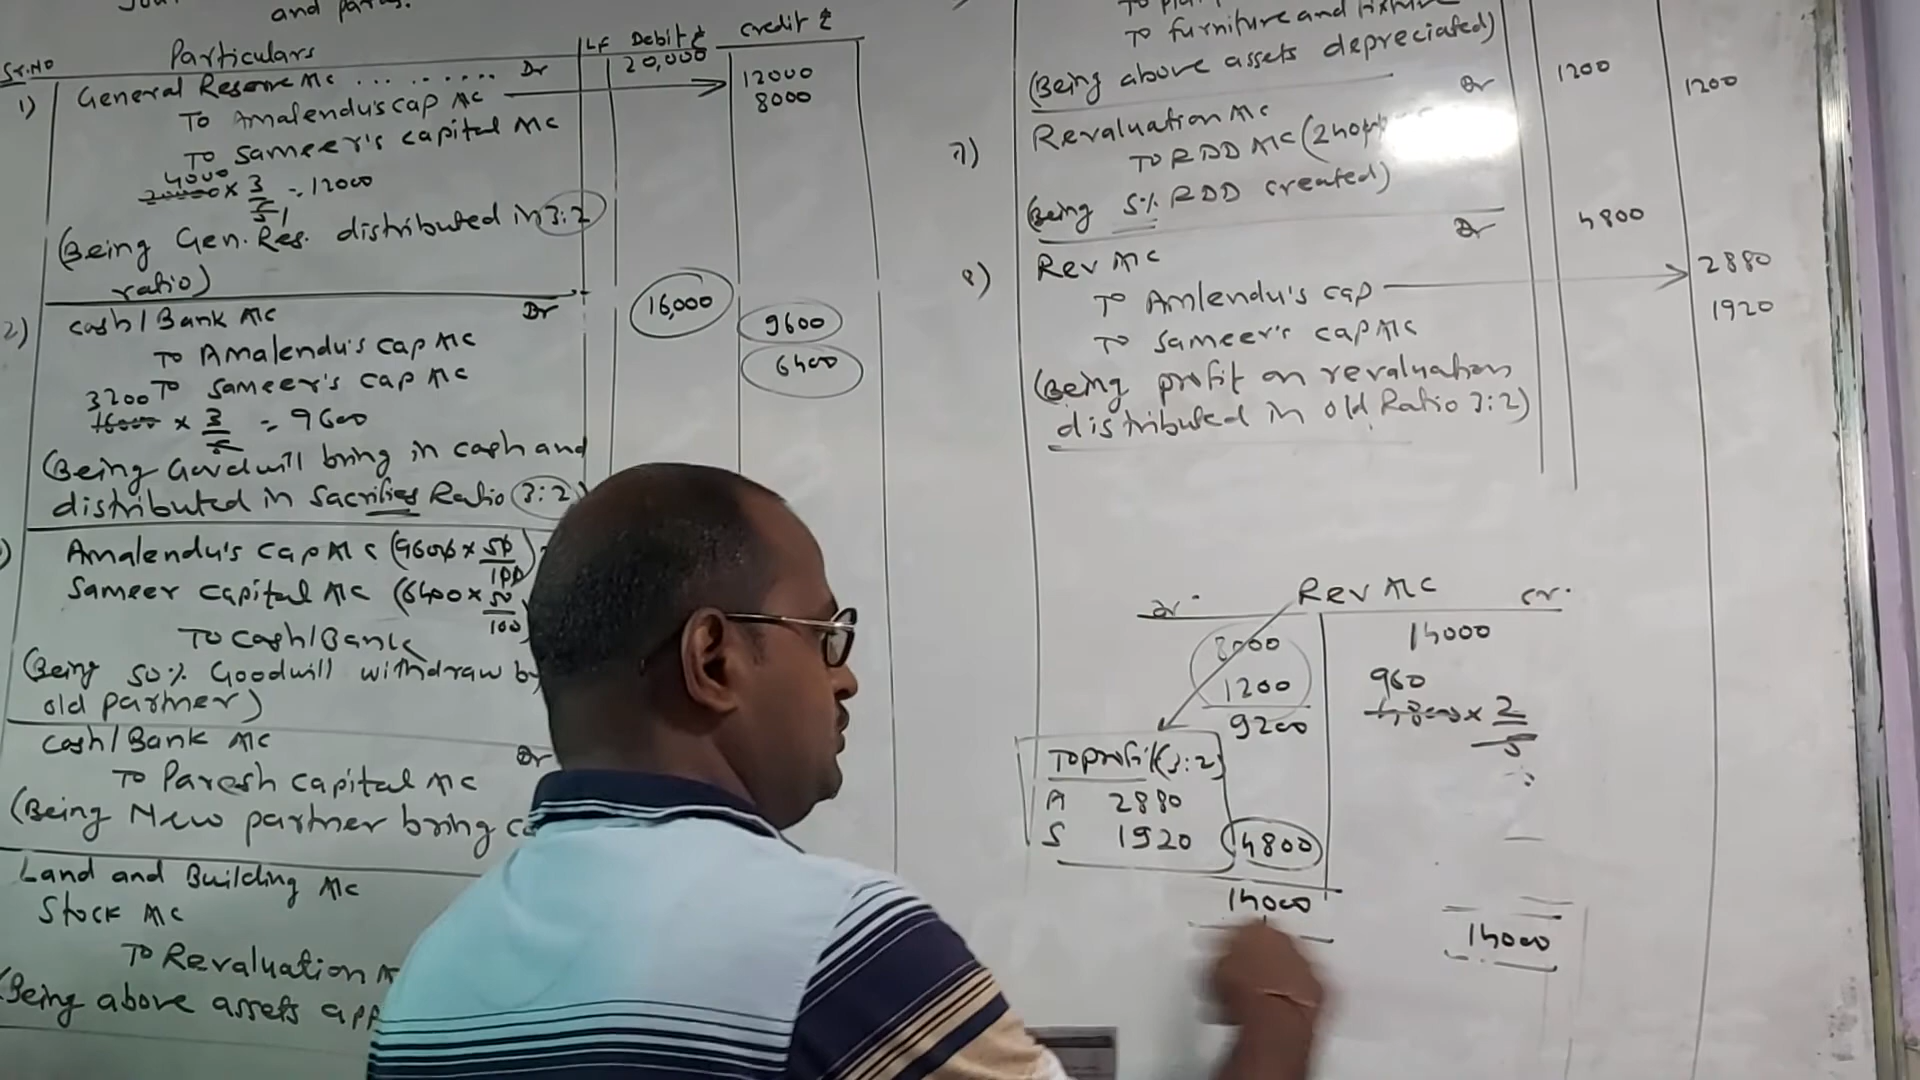 and
Sr.No Particulars LF Debit ₹ Credit ₹
1) General Reserve A/c .......... Dr 20,000
To Amalendu's cap A/c 12000
To Sameer's capital A/c 8000
4000
20000 × 3/5 = 12000
(Being Gen. Res. distributed in 3:2
ratio)
2) Cash/Bank A/c Dr 16,000
To Amalendu's cap A/c 9600
To Sameer's cap A/c 6400
3200
16000 × 3/5 = 9600
(Being Goodwill bring in cash and
distributed in Sacrifies Ratio 3:2)
) Amalendu's Cap A/c (9600 × 50/100)
Sameer Capital A/c (6400 × 50/100)
To Cash/Bank
(Being 50% Goodwill withdraw by
old partner)
Cash/Bank A/c Dr
To Paresh Capital A/c
(Being New partner bring
Land and Building A/c
Stock A/c
To Revaluation A
(Being above assets app
To furniture and fixture
(Being above assets depreciated)
7) Revaluation A/c Dr 1200
To RDD A/c (240 1200
(Being 5% RDD created)
8) Rev A/c Dr 4800
To Amlendu's cap 2880
To Sameer's cap A/c 1920
(Being profit on revaluation
distributed in old Ratio 3:2)
Dr. Rev A/c Cr.
8000 14000
1200
9200
960
4800 × 2/5
To profit (3:2)
A 2880
S 1920 4800
14000 14000